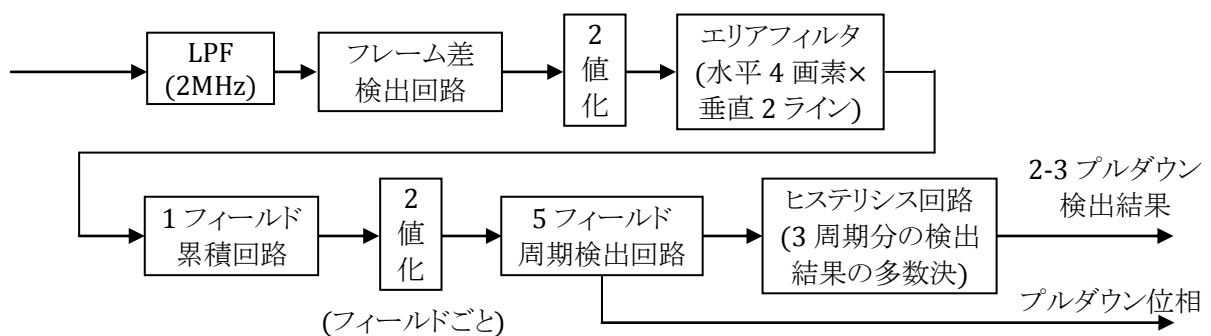 LPF
(2MHz)
フレーム差
検出回路
2
値
化
エリアフィルタ
(水平 4 画素×
垂直 2 ライン)
1 フィールド
累積回路
2
値
化
(フィールドごと)
5 フィールド
周期検出回路
ヒステリシス回路
(3 周期分の検出
結果の多数決)
2-3 プルダウン
検出結果
プルダウン位相